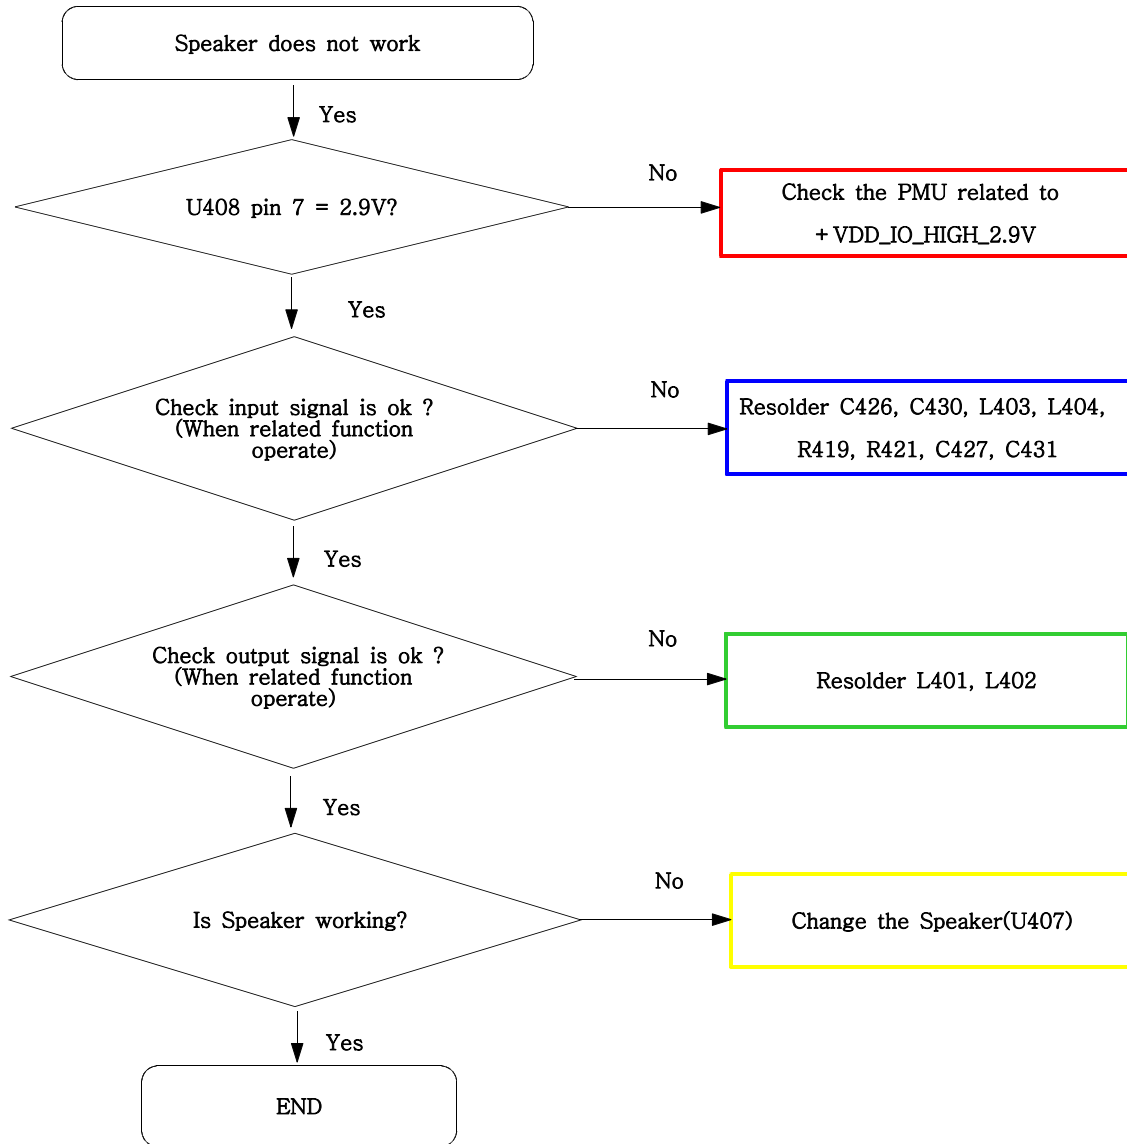 Speaker does not work
Yes
U408 pin 7 = 2.9V?
No
Check the PMU related to
+VDD_IO_HIGH_2.9V
Yes
Check input signal is ok ?
(When related function
operate)
No
Resolder C426, C430, L403, L404,
R419, R421, C427, C431
Yes
Check output signal is ok ?
(When related function
operate)
No
Resolder L401, L402
Yes
Is Speaker working?
No
Change the Speaker(U407)
Yes
END